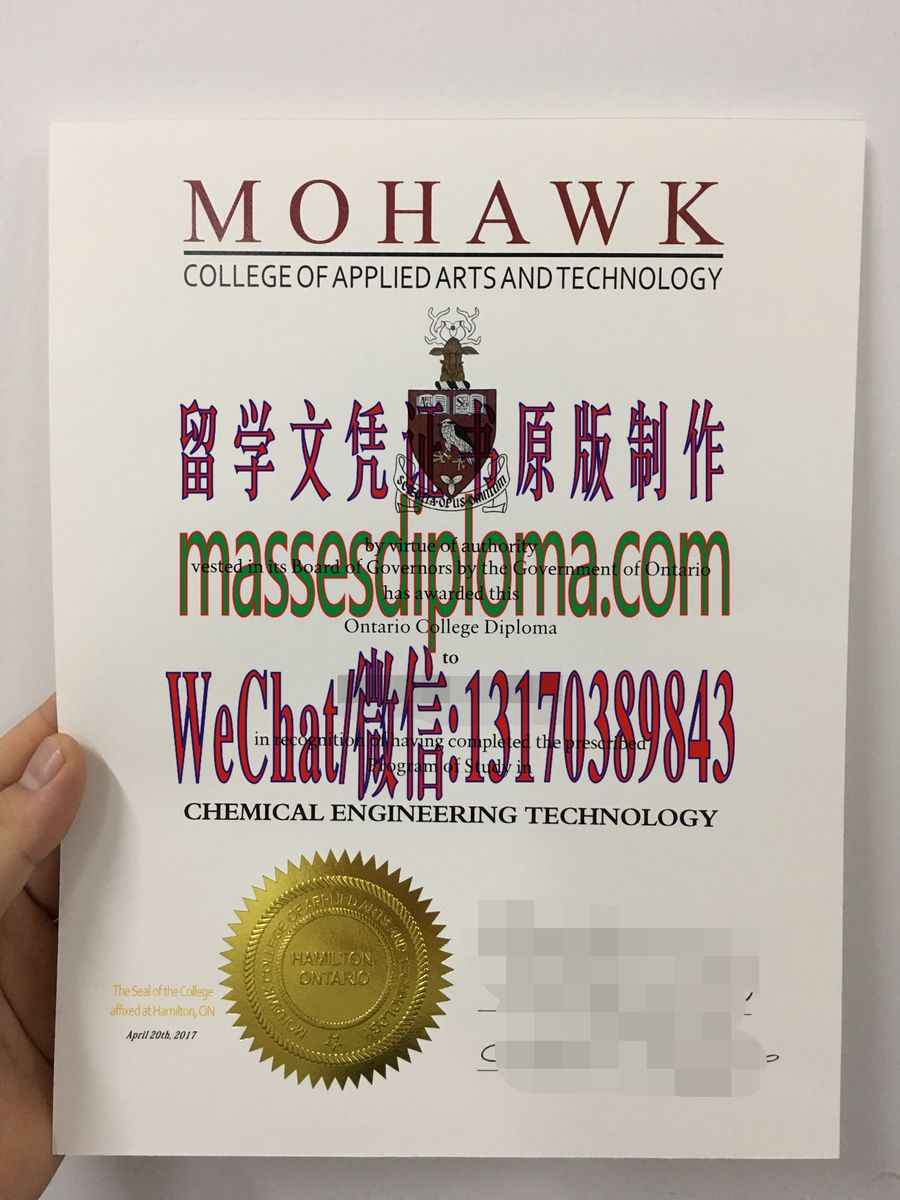 MOHAWK
COLLEGE OF APPLIED ARTS AND TECHNOLOGY
留学文凭证书原版制作
by virtue of authority
vested in its Board of Governors by the Government of Ontario
massesdiploma.com
has awarded this
Ontario College Diploma
to
WeChat/微信:13170389843
in recognition of having completed the prescribed
Program of Study in
CHEMICAL ENGINEERING TECHNOLOGY
HAMILTON
ONTARIO
The Seal of the College
affixed at Hamilton, ON
April 20th, 2017